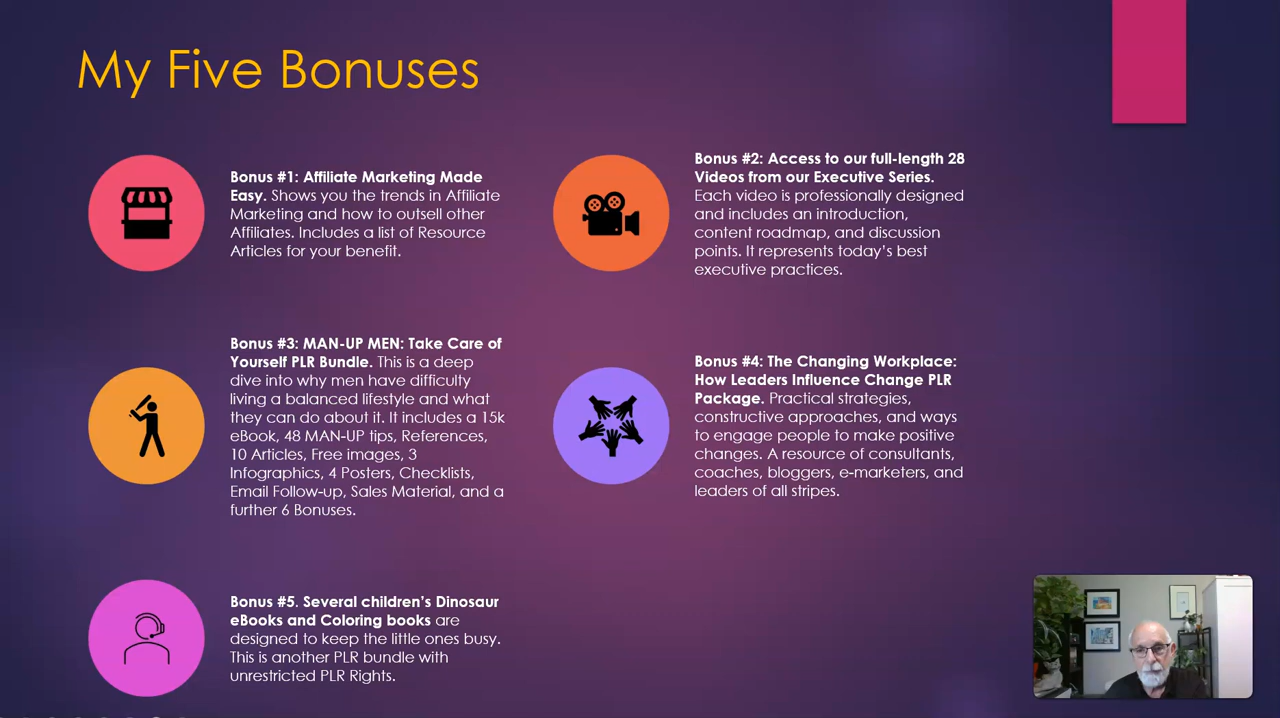 My Five Bonuses
Bonus #1: Affiliate Marketing Made
Easy. Shows you the trends in Affiliate
Marketing and how to outsell other
Affiliates. Includes a list of Resource
Articles for your benefit.
Bonus #2: Access to our full-length 28
Videos from our Executive Series.
Each video is professionally designed
and includes an introduction,
content roadmap, and discussion
points. It represents today's best
executive practices.
Bonus #3: MAN-UP MEN: Take Care of
Yourself PLR Bundle. This is a deep
dive into why men have difficulty
living a balanced lifestyle and what
they can do about it. It includes a 15k
eBook, 48 MAN-UP tips, References,
10 Articles, Free images, 3
Infographics, 4 Posters, Checklists,
Email Follow-up, Sales Material, and a
further 6 Bonuses.
Bonus #4: The Changing Workplace:
How Leaders Influence Change PLR
Package. Practical strategies,
constructive approaches, and ways
to engage people to make positive
changes. A resource of consultants,
coaches, bloggers, e-marketers, and
leaders of all stripes.
Bonus #5. Several children's Dinosaur
eBooks and Coloring books are
designed to keep the little ones busy.
This is another PLR bundle with
unrestricted PLR Rights.